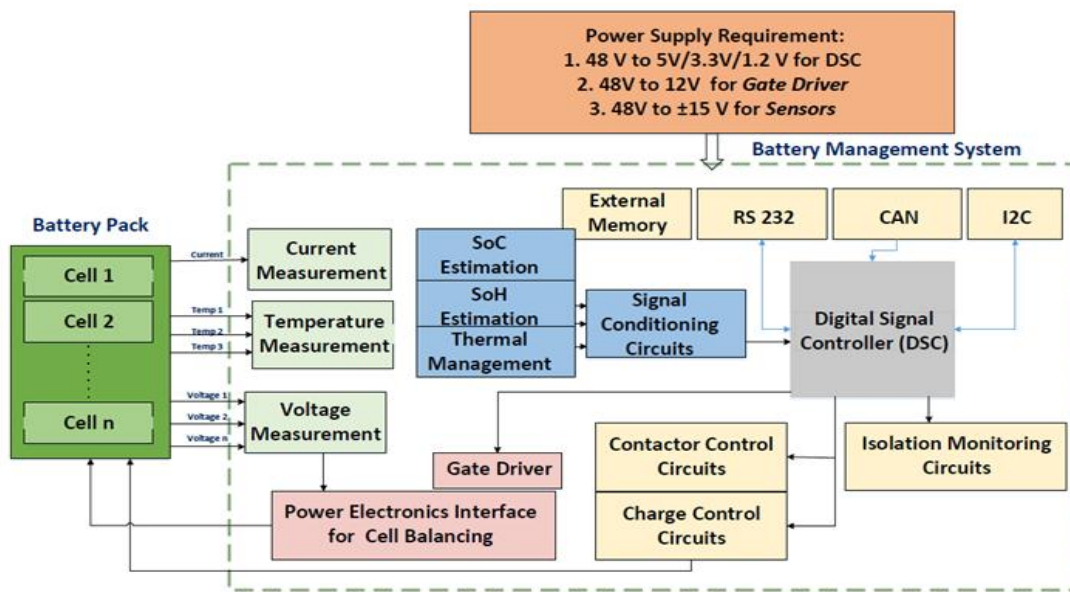 Power Supply Requirement:
1. 48 V to 5V/3.3V/1.2 V for DSC
2. 48V to 12V for Gate Driver
3. 48V to ±15 V for Sensors
Battery Management System
Battery Pack
Cell 1
Cell 2
Cell n
Current
Temp 1
Temp 2
Temp 3
Voltage 1
Voltage 2
Voltage n
Current
Measurement
Temperature
Measurement
Voltage
Measurement
External
Memory
RS 232
CAN
I2C
SoC
Estimation
SoH
Estimation
Thermal
Management
Signal
Conditioning
Circuits
Digital Signal
Controller (DSC)
Gate Driver
Power Electronics Interface
for Cell Balancing
Contactor Control
Circuits
Charge Control
Circuits
Isolation Monitoring
Circuits